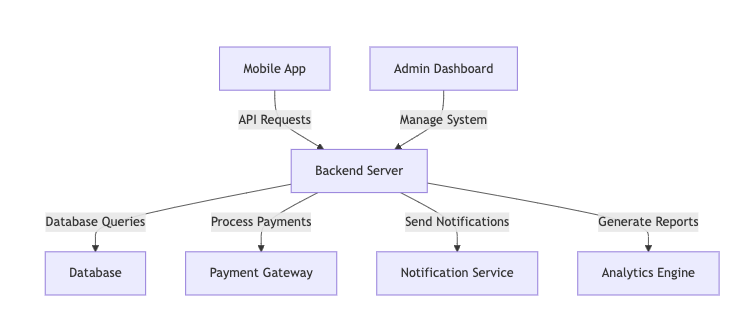 Mobile App
Admin Dashboard
API Requests
Manage System
Backend Server
Database Queries
Process Payments
Send Notifications
Generate Reports
Database
Payment Gateway
Notification Service
Analytics Engine